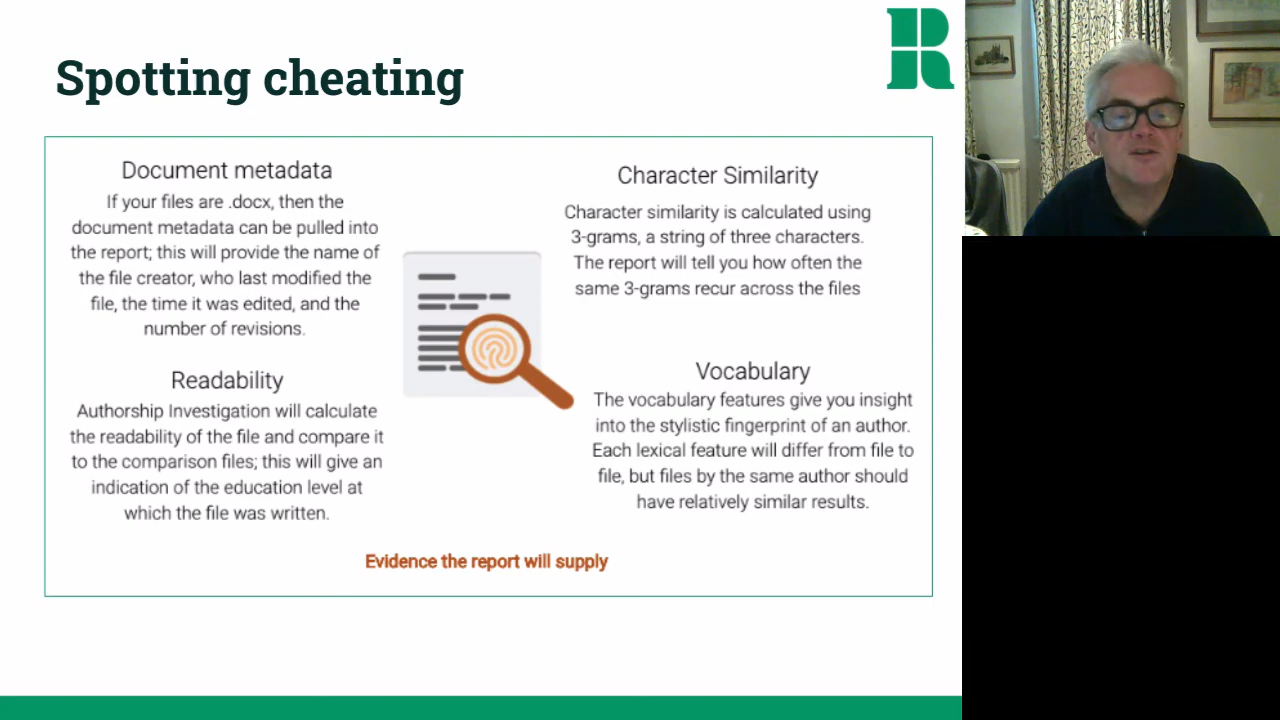 Spotting cheating
R
Document metadata
If your files are .docx, then the
document metadata can be pulled into
the report; this will provide the name of
the file creator, who last modified the
file, the time it was edited, and the
number of revisions.
Readability
Authorship Investigation will calculate
the readability of the file and compare it
to the comparison files; this will give an
indication of the education level at
which the file was written.
Character Similarity
Character similarity is calculated using
3-grams, a string of three characters.
The report will tell you how often the
same 3-grams recur across the files
Vocabulary
The vocabulary features give you insight
into the stylistic fingerprint of an author.
Each lexical feature will differ from file to
file, but files by the same author should
have relatively similar results.
Evidence the report will supply